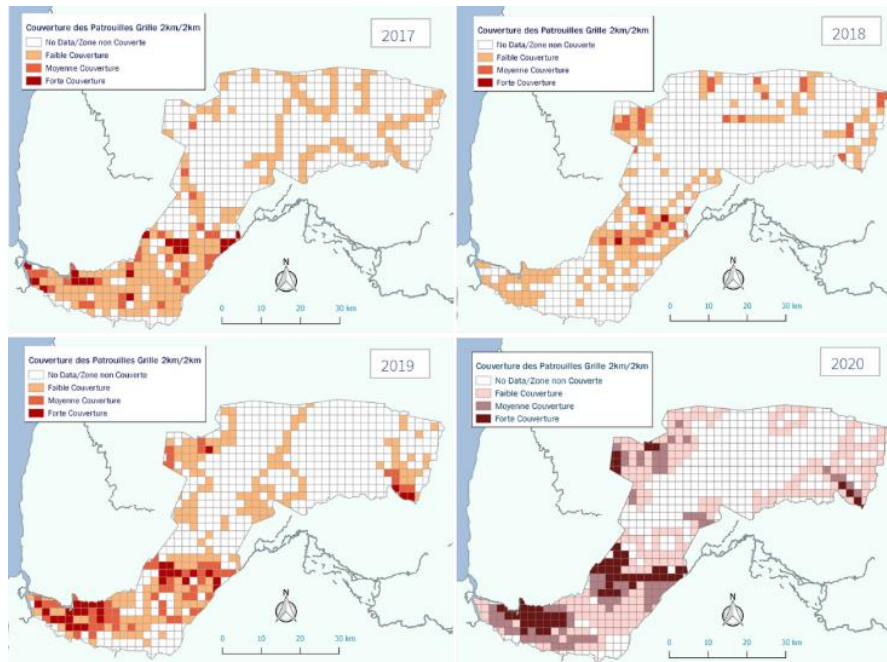 Couverture des Patrouilles Grille 2km/2km
2017
No Data/Zone non Couverte
Faible Couverture
Moyenne Couverture
Forte Couverture
N
0 10 20 30 km
Couverture des Patrouilles Grille 2km/2km
2018
No Data/Zone non Couverte
Faible Couverture
Moyenne Couverture
Forte Couverture
N
0 10 20 30 km
Couverture des Patrouilles Grille 2km/2km
2019
No Data/Zone non Couverte
Faible Couverture
Moyenne Couverture
Forte Couverture
N
0 10 20 30 km
Couverture des Patrouilles Grille 2km/2km
2020
No Data/Zone non Couverte
Faible Couverture
Moyenne Couverture
Forte Couverture
N
0 10 20 30 km